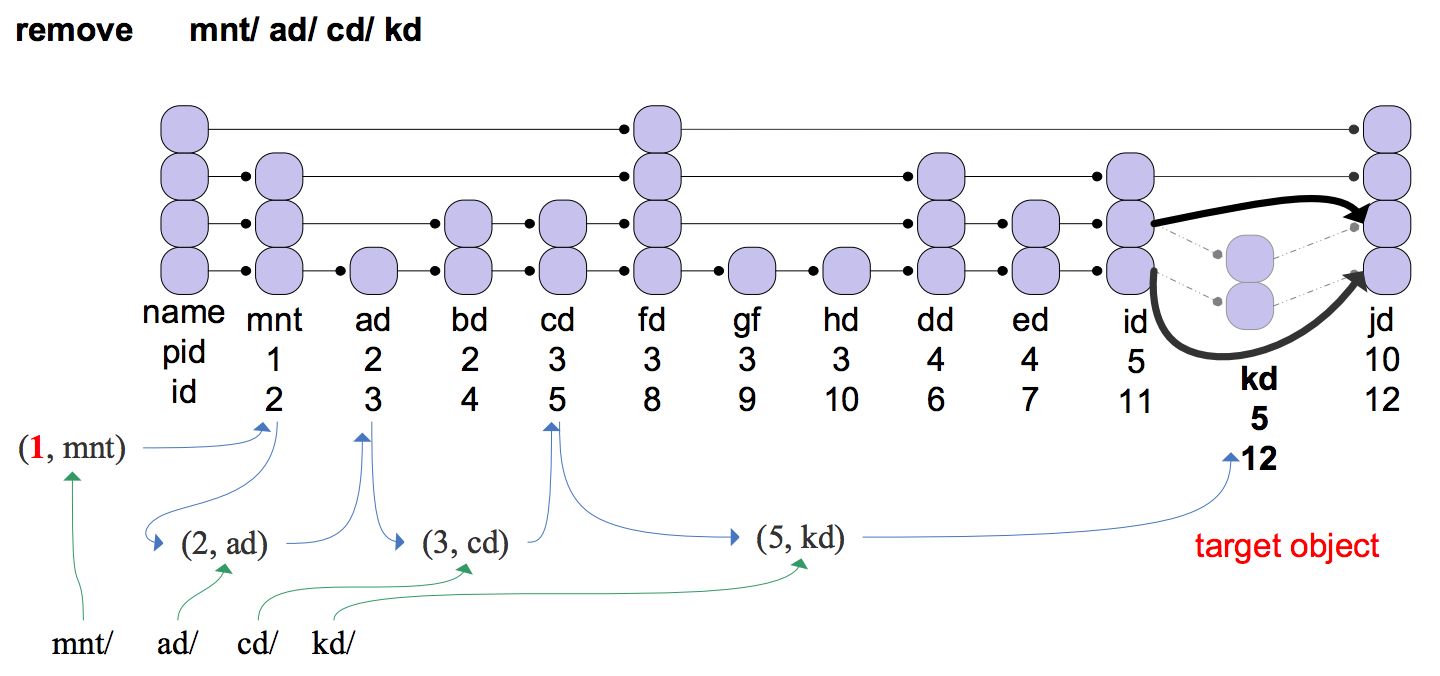 remove mnt/ ad/ cd/ kd
name mnt ad bd cd fd gf hd dd ed id kd jd
pid 1 2 2 3 3 3 3 4 4 5 5 10
id 2 3 4 5 8 9 10 6 7 11 12 12
(1, mnt)
(2, ad) (3, cd) (5, kd)
target object
mnt/ ad/ cd/ kd/